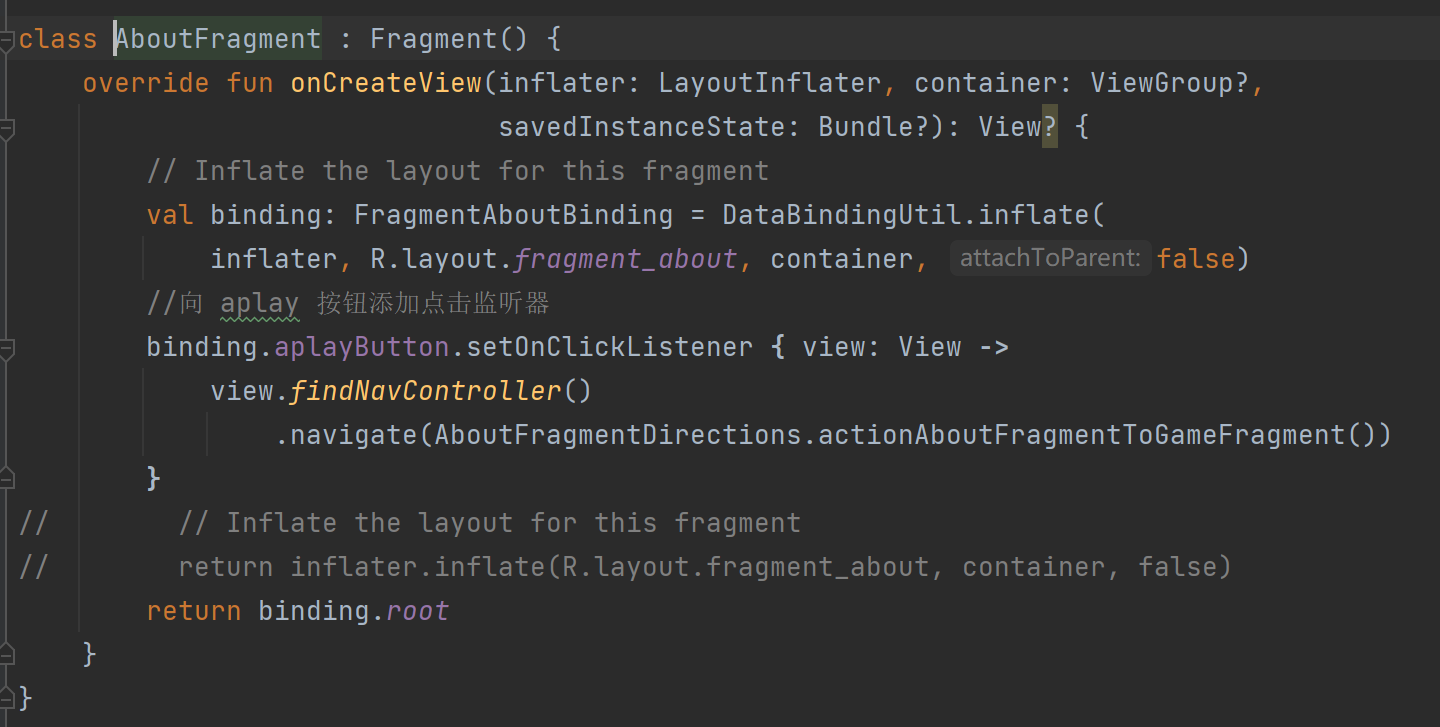 class AboutFragment : Fragment() {
    override fun onCreateView(inflater: LayoutInflater, container: ViewGroup?,
                              savedInstanceState: Bundle?): View? {
        // Inflate the layout for this fragment
        val binding: FragmentAboutBinding = DataBindingUtil.inflate(
            inflater, R.layout.fragment_about, container, attachToParent: false)
        //向 aplay 按钮添加点击监听器
        binding.aplayButton.setOnClickListener { view: View ->
            view.findNavController()
                .navigate(AboutFragmentDirections.actionAboutFragmentToGameFragment())
        }
//        // Inflate the layout for this fragment
//        return inflater.inflate(R.layout.fragment_about, container, false)
        return binding.root
    }
}